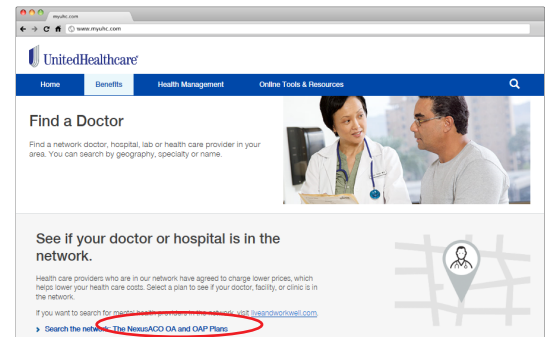 myuhc.com
www.myuhc.com
UnitedHealthcare®
Home Benefits Health Management Online Tools & Resources
Find a Doctor
Find a network doctor, hospital, lab or health care provider in your
area. You can search by geography, specialty or name.
See if your doctor or hospital is in the
network.
Health care providers who are in our network have agreed to charge lower prices, which
helps lower your health care costs. Select a plan to see if your doctor, facility, or clinic is in
the network.
If you want to search for mental health providers in the network, visit liveandworkwell.com.
Search the network: The NexusACO OA and OAP Plans